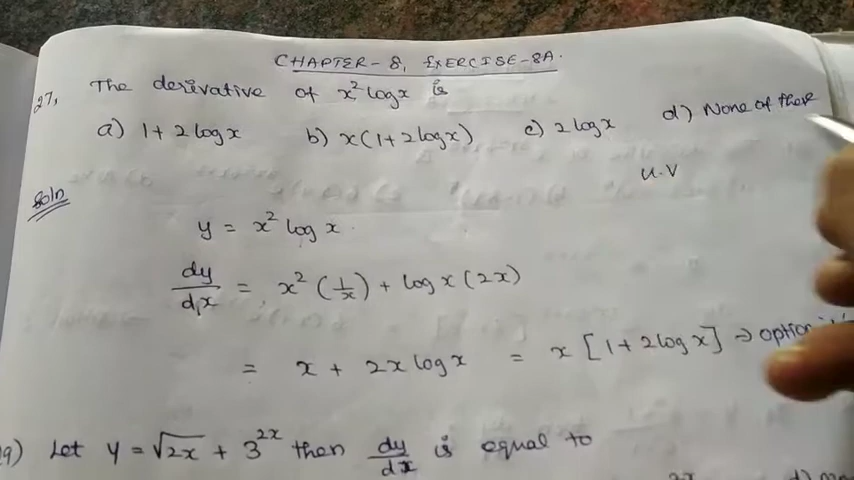 CHAPTER-8, EXERCISE-8A.
27, The derivative of x² log x is
a) 1+2 log x b) x(1+2 log x) c) 2 log x d) None of these
u.v
Soln
y = x² log x
dy/dx = x² (1/x) + log x (2x)
= x + 2x log x = x [1+2 log x] ⇒ option
9) Let y = √2x + 3^2x then dy/dx is equal to
2x d)